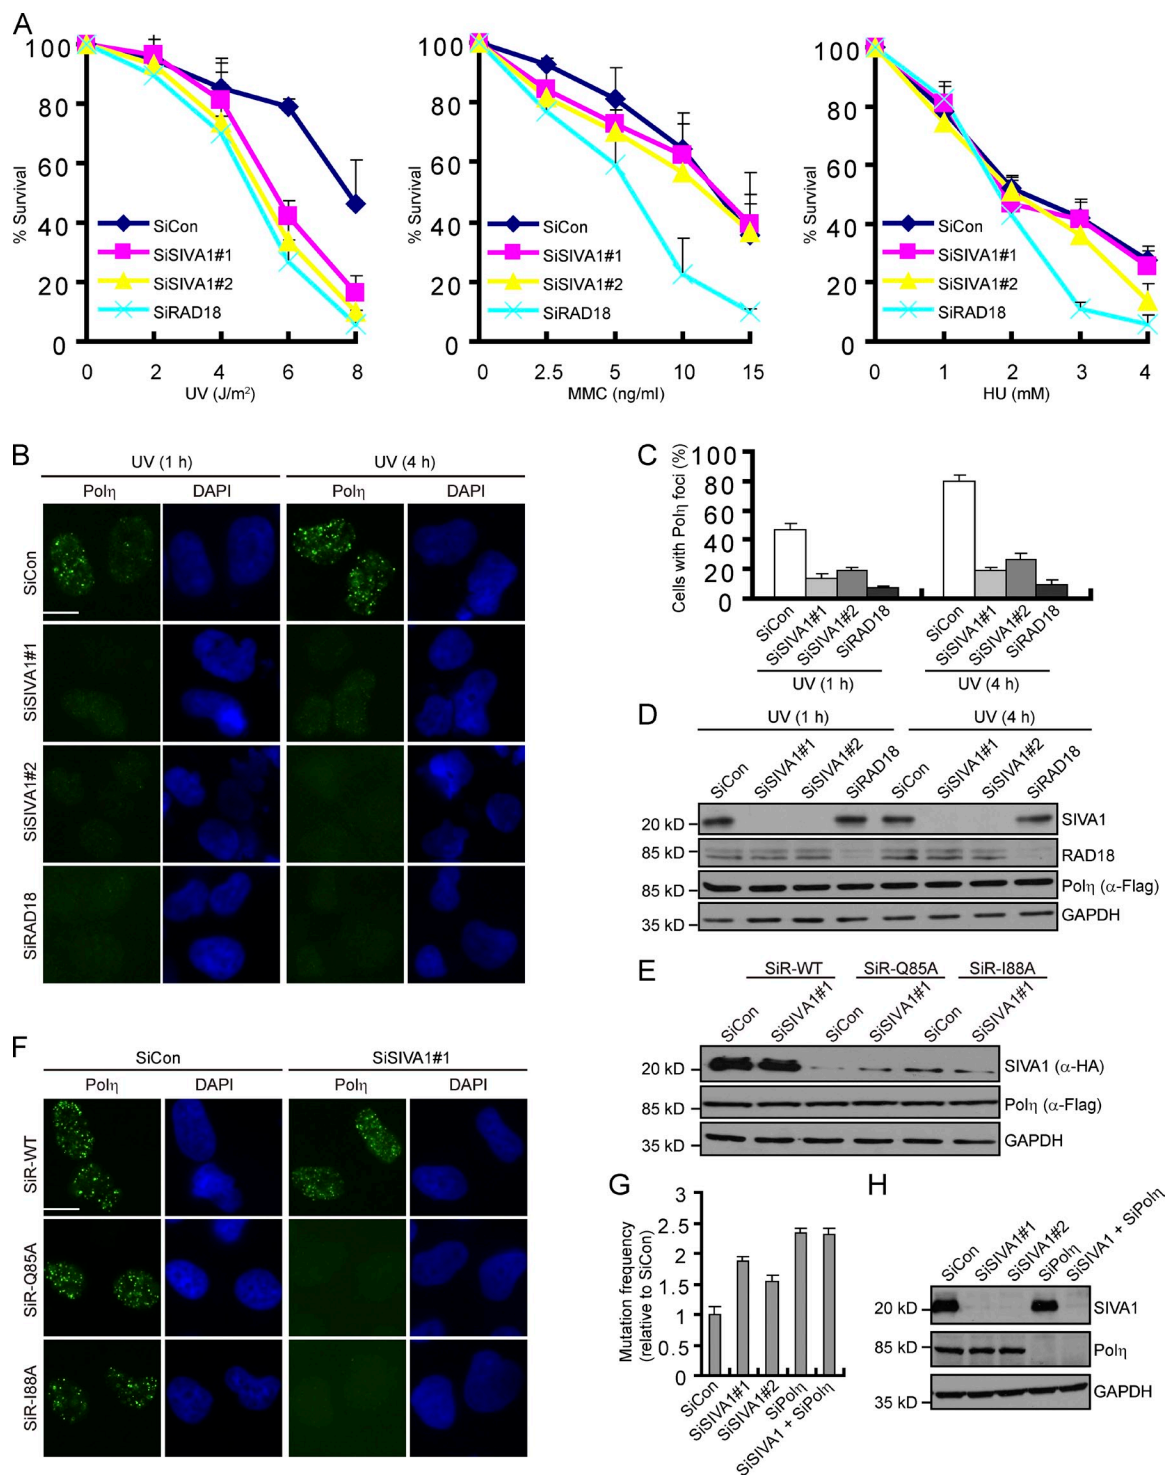 A
100
80
60
40
20
0
% Survival
SiCon
SiSIVA1#1
SiSIVA1#2
SiRAD18
0 2 4 6 8
UV (J/m²)
100
80
60
40
20
0
% Survival
SiCon
SiSIVA1#1
SiSIVA1#2
SiRAD18
0 2.5 5 10 15
MMC (ng/ml)
100
80
60
40
20
0
% Survival
SiCon
SiSIVA1#1
SiSIVA1#2
SiRAD18
0 1 2 3 4
HU (mM)
B
UV (1 h) UV (4 h)
Polη DAPI Polη DAPI
SiCon
SiSIVA1#1
SiSIVA1#2
SiRAD18
C
Cells with Polη foci (%)
100
80
60
40
20
0
SiCon SiSIVA1#1 SiSIVA1#2 SiRAD18 SiCon SiSIVA1#1 SiSIVA1#2 SiRAD18
UV (1 h) UV (4 h)
D
UV (1 h) UV (4 h)
SiCon SiSIVA1#1 SiSIVA1#2 SiRAD18 SiCon SiSIVA1#1 SiSIVA1#2 SiRAD18
20 kD SIVA1
85 kD RAD18
85 kD Polη (α-Flag)
35 kD GAPDH
E
SiR-WT SiR-Q85A SiR-I88A
SiCon SiSIVA1#1 SiCon SiSIVA1#1 SiCon SiSIVA1#1
20 kD SIVA1 (α-HA)
85 kD Polη (α-Flag)
35 kD GAPDH
F
SiCon SiSIVA1#1
Polη DAPI Polη DAPI
SiR-WT
SiR-Q85A
SiR-I88A
G
Mutation frequency
(relative to SiCon)
3
2.5
2
1.5
1
0.5
0
SiCon SiSIVA1#1 SiSIVA1#2 SiPolη SiSIVA1 + SiPolη
H
SiCon SiSIVA1#1 SiSIVA1#2 SiPolη SiSIVA1 + SiPolη
20 kD SIVA1
85 kD Polη
35 kD GAPDH